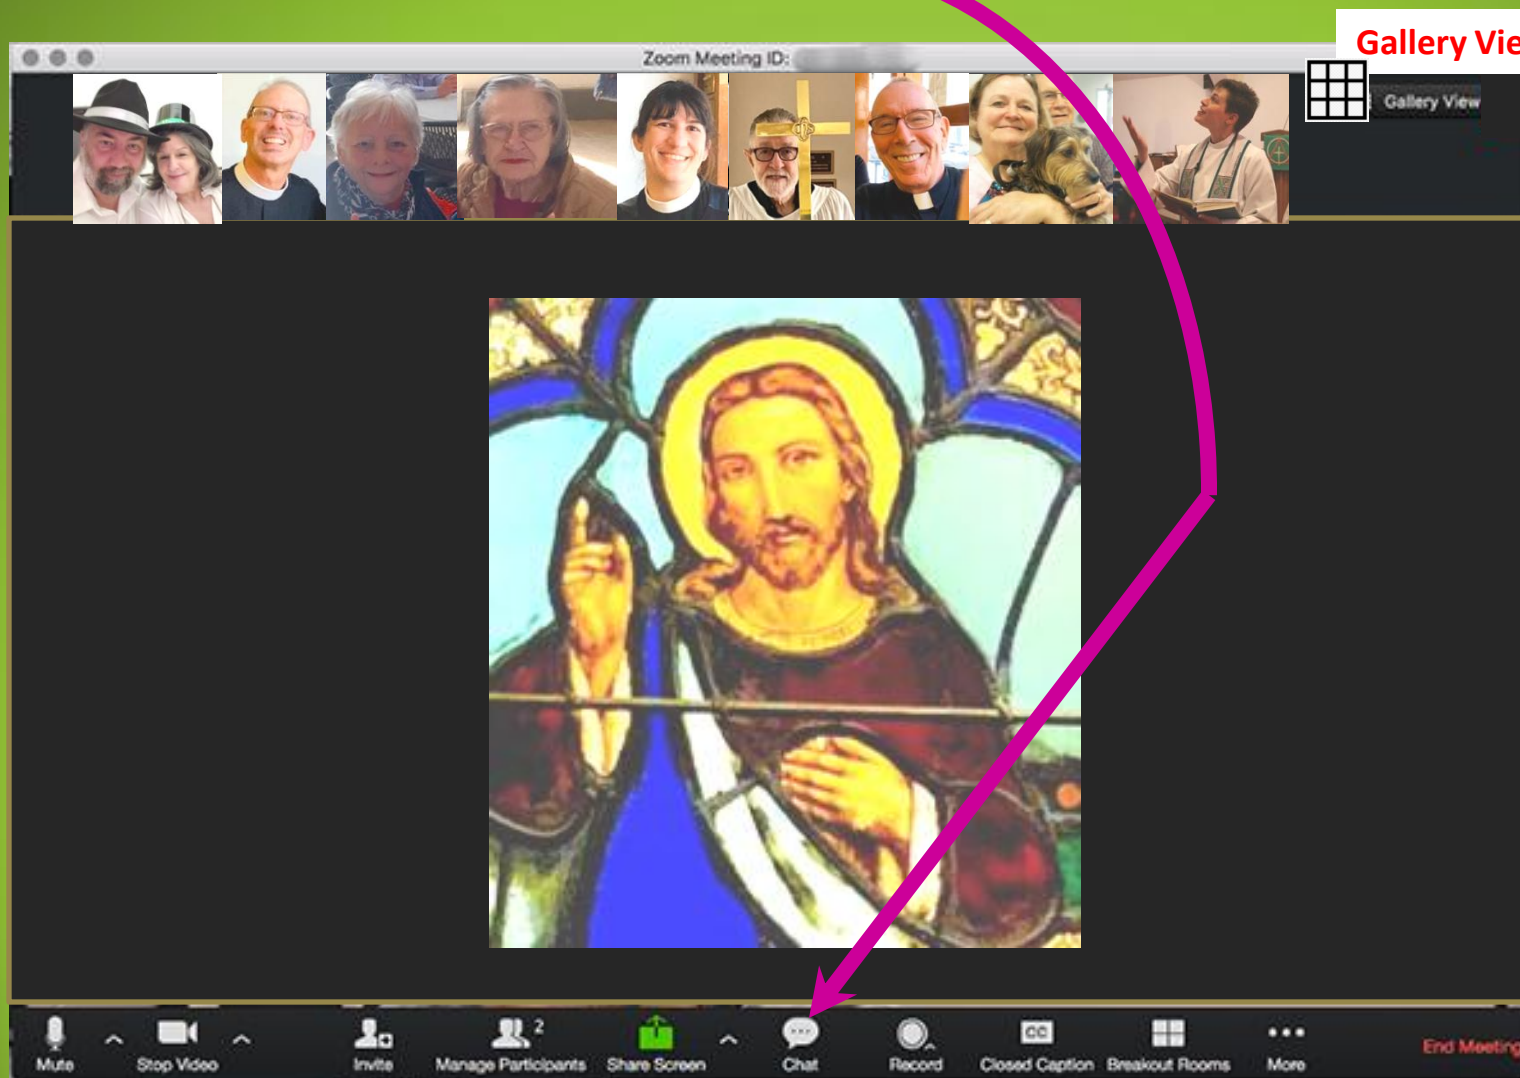 Gallery Vie
Zoom Meeting ID:
Gallery View
2
CC
Mute
Stop Video
Invite
Manage Participants
Share Screen
Chat
Record
Closed Caption
Breakout Rooms
More
End Meeting